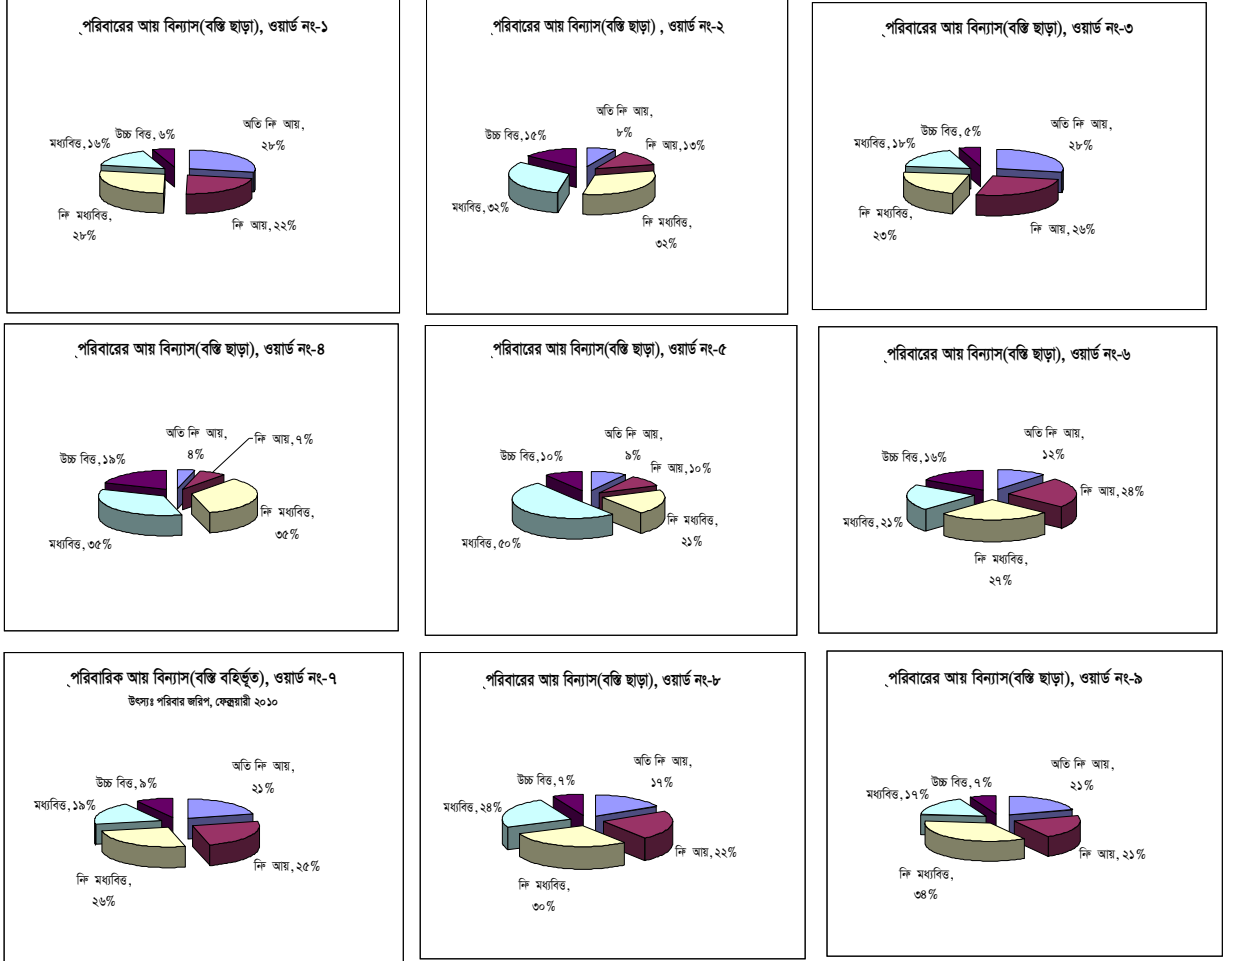 পরিবারের আয় বিন্যাস(বস্তি ছাড়া), ওয়ার্ড নং-১
উচ্চ বিত্ত, ৬%
অতি নি আয়,
২৮%
মধ্যবিত্ত, ১৬%
নি মধ্যবিত্ত,
২৮%
নি আয়, ২২%
পরিবারের আয় বিন্যাস(বস্তি ছাড়া) , ওয়ার্ড নং-২
অতি নি আয়,
৮%
উচ্চ বিত্ত, ১৫%
নি আয়, ১৩%
মধ্যবিত্ত, ৩২%
নি মধ্যবিত্ত,
৩২%
পরিবারের আয় বিন্যাস(বস্তি ছাড়া), ওয়ার্ড নং-৩
উচ্চ বিত্ত, ৫%
অতি নি আয়,
২৮%
মধ্যবিত্ত, ১৮%
নি মধ্যবিত্ত,
২৩%
নি আয়, ২৬%
পরিবারের আয় বিন্যাস(বস্তি ছাড়া), ওয়ার্ড নং-৪
অতি নি আয়,
৪%
নি আয়, ৭%
উচ্চ বিত্ত, ১৯%
নি মধ্যবিত্ত,
৩৫%
মধ্যবিত্ত, ৩৫%
পরিবারের আয় বিন্যাস(বস্তি ছাড়া), ওয়ার্ড নং-৫
অতি নি আয়,
৯%
উচ্চ বিত্ত, ১০%
নি আয়, ১০%
নি মধ্যবিত্ত,
২১%
মধ্যবিত্ত, ৫০%
পরিবারের আয় বিন্যাস(বস্তি ছাড়া), ওয়ার্ড নং-৬
অতি নি আয়,
১২%
উচ্চ বিত্ত, ১৬%
নি আয়, ২৪%
মধ্যবিত্ত, ২১%
নি মধ্যবিত্ত,
২৭%
পরিবারিক আয় বিন্যাস(বস্তি বহির্ভূত), ওয়ার্ড নং-৭
উৎস্যঃ পরিবার জরিপ, ফেব্রুয়ারী ২০১০
অতি নি আয়,
২১%
উচ্চ বিত্ত, ৯%
মধ্যবিত্ত, ১৯%
নি আয়, ২৫%
নি মধ্যবিত্ত,
২৬%
পরিবারের আয় বিন্যাস(বস্তি ছাড়া), ওয়ার্ড নং-৮
অতি নি আয়,
১৭%
উচ্চ বিত্ত, ৭%
মধ্যবিত্ত, ২৪%
নি আয়, ২২%
নি মধ্যবিত্ত,
৩০%
পরিবারের আয় বিন্যাস(বস্তি ছাড়া), ওয়ার্ড নং-৯
অতি নি আয়,
২১%
উচ্চ বিত্ত, ৭%
মধ্যবিত্ত, ১৭%
নি আয়, ২১%
নি মধ্যবিত্ত,
৩৪%